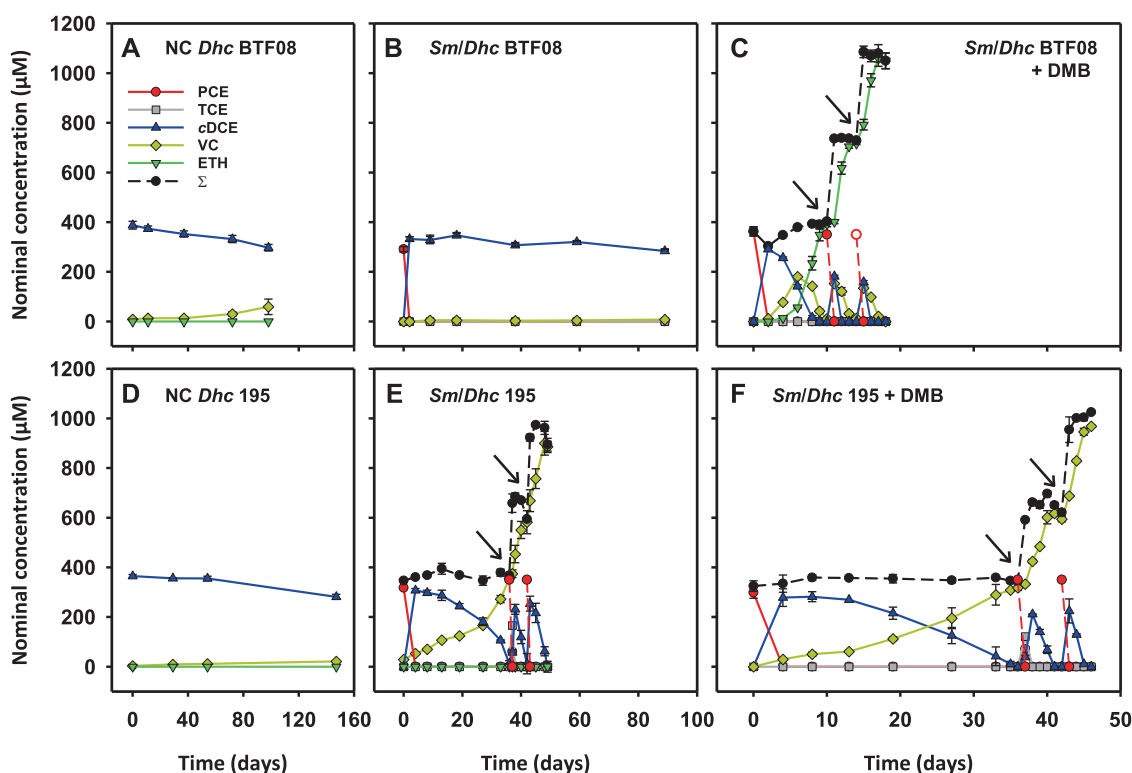 Nominal concentration (µM)
1200
1000
800
600
400
200
0
A NC Dhc BTF08
PCE
TCE
cDCE
VC
ETH
Σ
B Sm/Dhc BTF08
C Sm/Dhc BTF08
+ DMB
Nominal concentration (µM)
1200
1000
800
600
400
200
0
D NC Dhc 195
E Sm/Dhc 195
F Sm/Dhc 195 + DMB
0 40 80 120 160
0 20 40 60 80 100
0 10 20 30 40 50
Time (days)
Time (days)
Time (days)